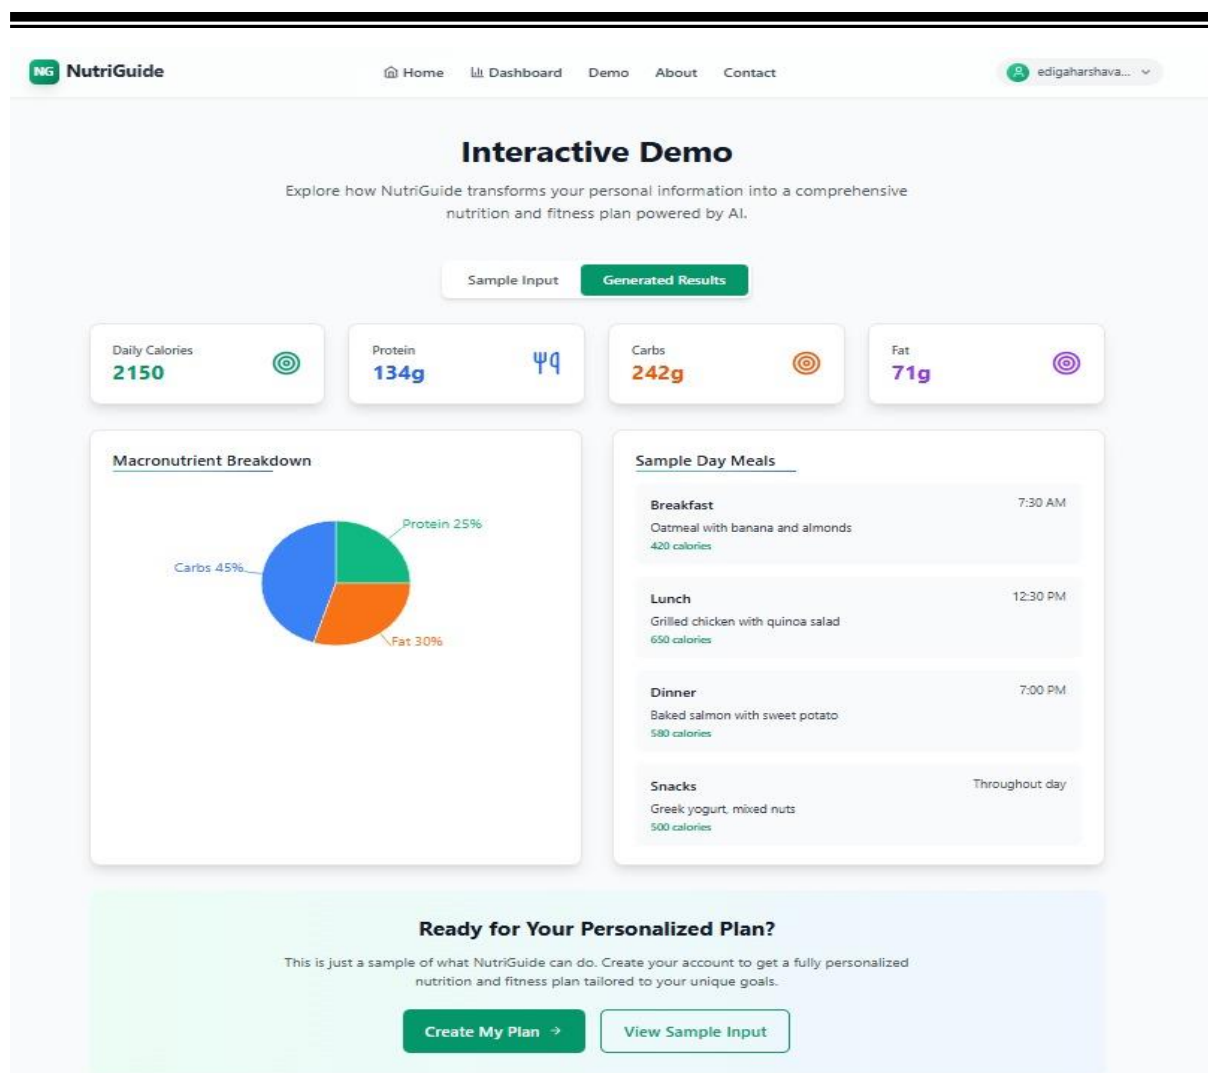 NG NutriGuide
Home Dashboard Demo About Contact
edigaharshava...
Interactive Demo
Explore how NutriGuide transforms your personal information into a comprehensive
nutrition and fitness plan powered by AI.
Sample Input Generated Results
Daily Calories
2150
Protein
134g
Carbs
242g
Fat
71g
Macronutrient Breakdown
Protein 25%
Carbs 45%
Fat 30%
Sample Day Meals
Breakfast 7:30 AM
Oatmeal with banana and almonds
420 calories
Lunch 12:30 PM
Grilled chicken with quinoa salad
650 calories
Dinner 7:00 PM
Baked salmon with sweet potato
580 calories
Snacks Throughout day
Greek yogurt, mixed nuts
500 calories
Ready for Your Personalized Plan?
This is just a sample of what NutriGuide can do. Create your account to get a fully personalized
nutrition and fitness plan tailored to your unique goals.
Create My Plan → View Sample Input